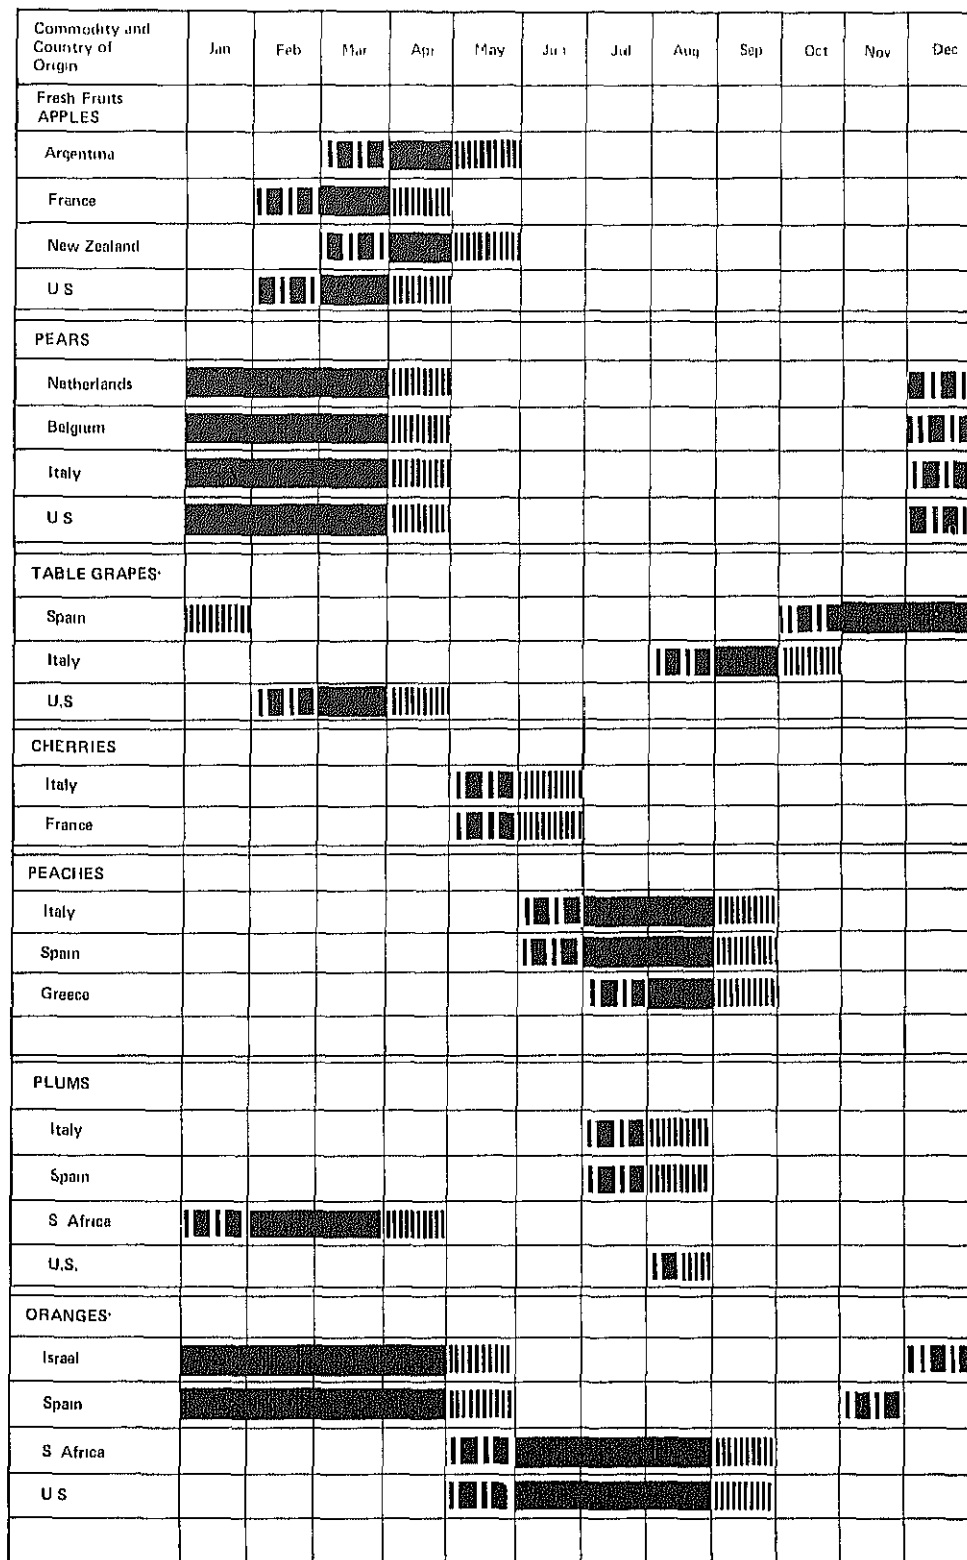 Commodity and
Country of
Origin
Jan Feb Mar Apr May Jun Jul Aug Sep Oct Nov Dec
Fresh Fruits
APPLES
Argentina
France
New Zealand
U S
PEARS
Netherlands
Belgium
Italy
U S
TABLE GRAPES·
Spain
Italy
U.S
CHERRIES
Italy
France
PEACHES
Italy
Spain
Greece
PLUMS
Italy
Spain
S Africa
U.S.
ORANGES·
Israel
Spain
S Africa
U S